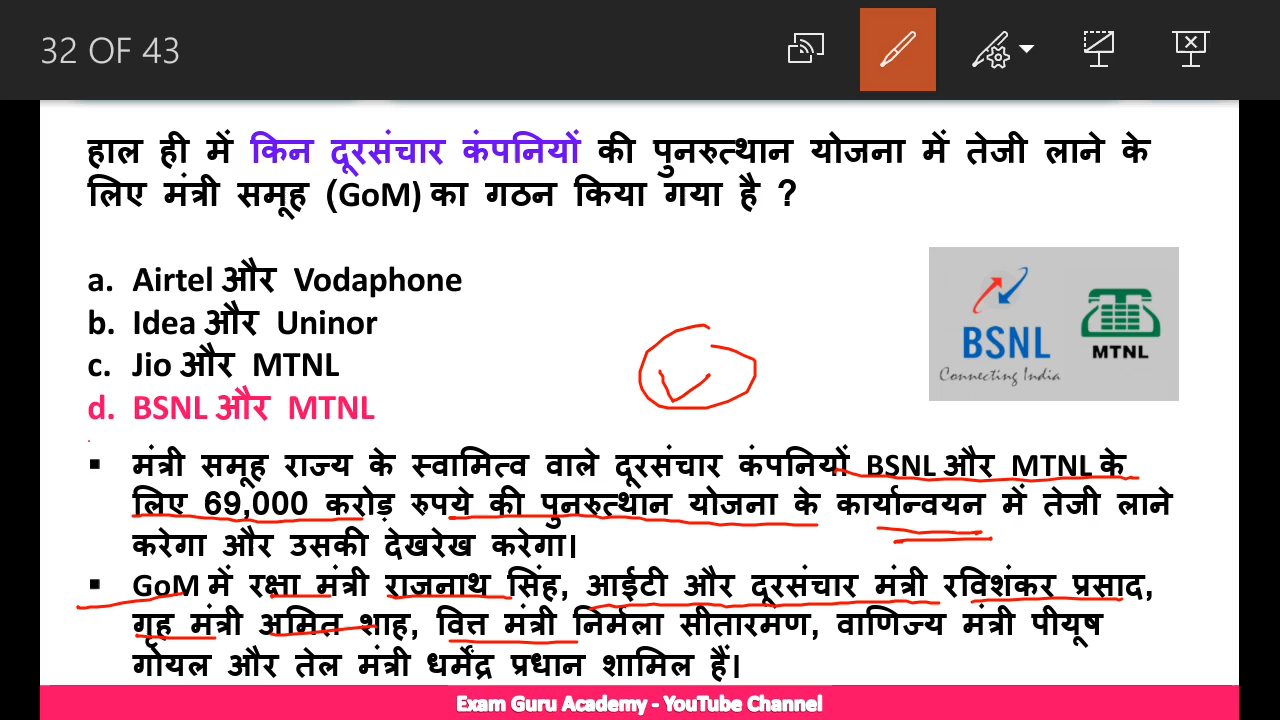 32 OF 43
हाल ही में किन दूरसंचार कंपनियों की पुनरुत्थान योजना में तेजी लाने के
लिए मंत्री समूह (GoM) का गठन किया गया है ?
a. Airtel और Vodaphone
b. Idea और Uninor
c. Jio और MTNL
d. BSNL और MTNL
BSNL
Connecting India
MTNL
▪ मंत्री समूह राज्य के स्वामित्व वाले दूरसंचार कंपनियों BSNL और MTNL के
लिए 69,000 करोड़ रुपये की पुनरुत्थान योजना के कार्यान्वयन में तेजी लाने
करेगा और उसकी देखरेख करेगा।
▪ GoM में रक्षा मंत्री राजनाथ सिंह, आईटी और दूरसंचार मंत्री रविशंकर प्रसाद,
गृह मंत्री अमित शाह, वित्त मंत्री निर्मला सीतारमण, वाणिज्य मंत्री पीयूष
गोयल और तेल मंत्री धर्मेंद्र प्रधान शामिल हैं।
Exam Guru Academy - YouTube Channel